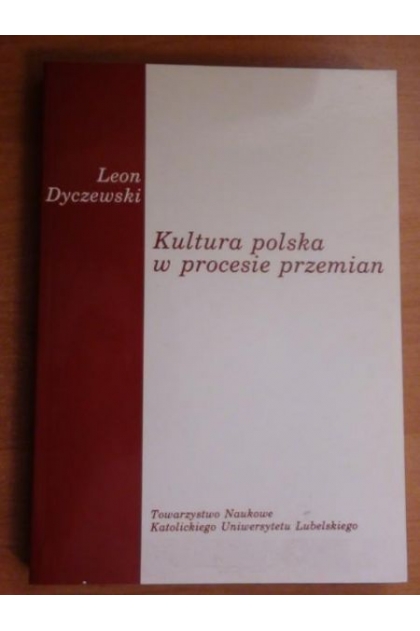 Leon
Dyczewski
Kultura polska
w procesie przemian
Towarzystwo Naukowe
Katolickiego Uniwersytetu Lubelskiego